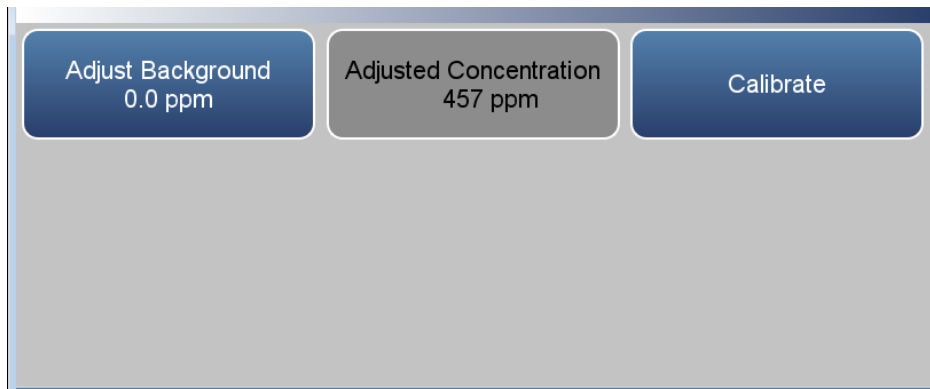 Adjust Background
0.0 ppm
Adjusted Concentration
457 ppm
Calibrate